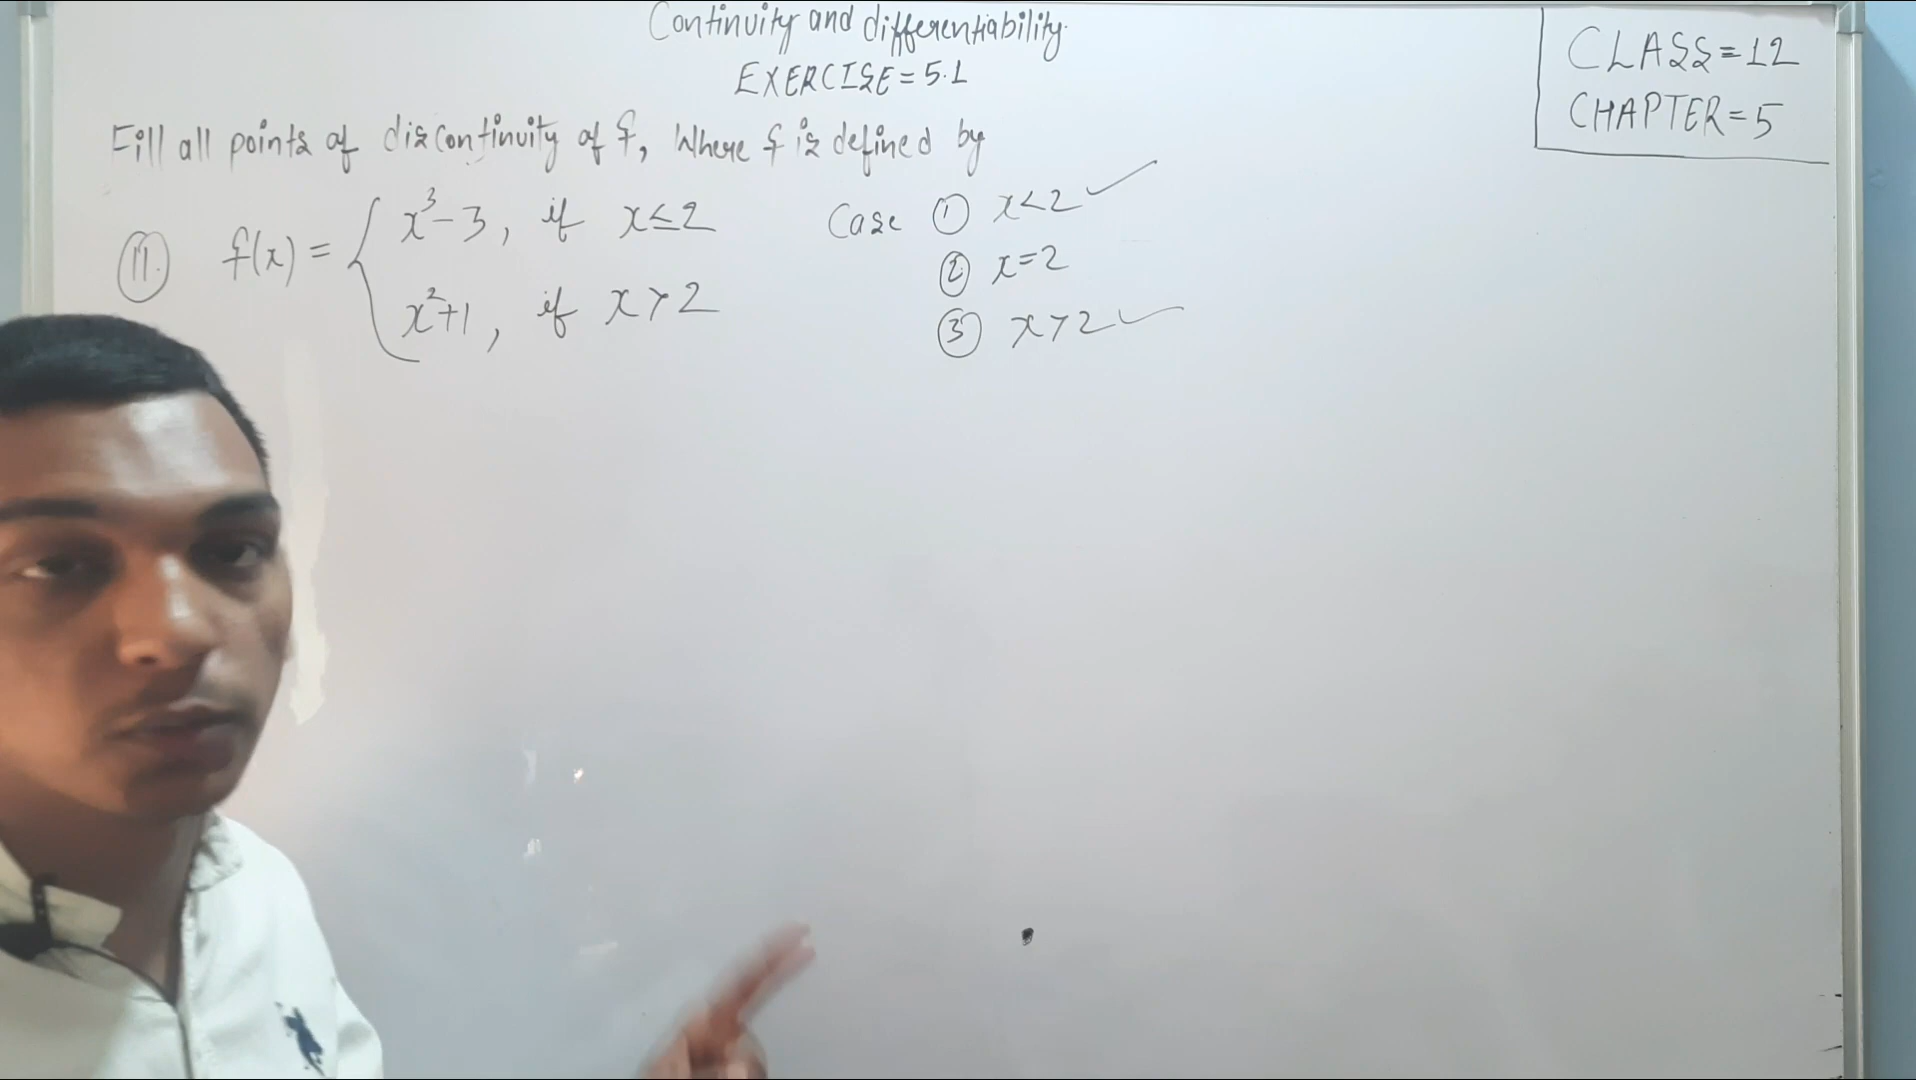 Continuity and differentiability.
EXERCISE = 5.1
CLASS = 12
CHAPTER = 5
Fill all points of discontinuity of f, Where f is defined by
11. f(x) = { x³-3, if x≤2
x²+1, if x>2
Case ① x<2 ✓
② x=2
③ x>2 ✓